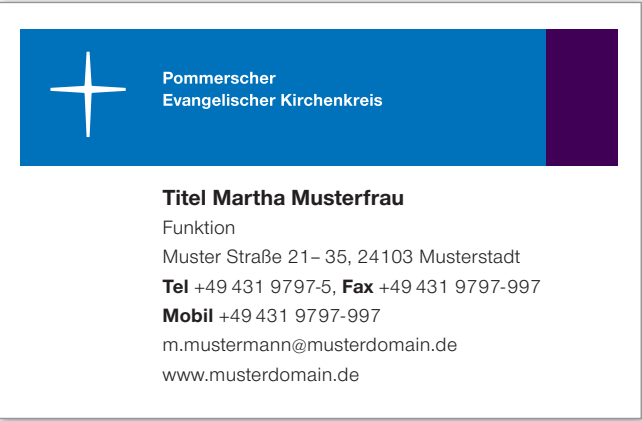 Pommerscher
Evangelischer Kirchenkreis
Titel Martha Musterfrau
Funktion
Muster Straße 21– 35, 24103 Musterstadt
Tel +49 431 9797-5, Fax +49 431 9797-997
Mobil +49 431 9797-997
m.mustermann@musterdomain.de
www.musterdomain.de